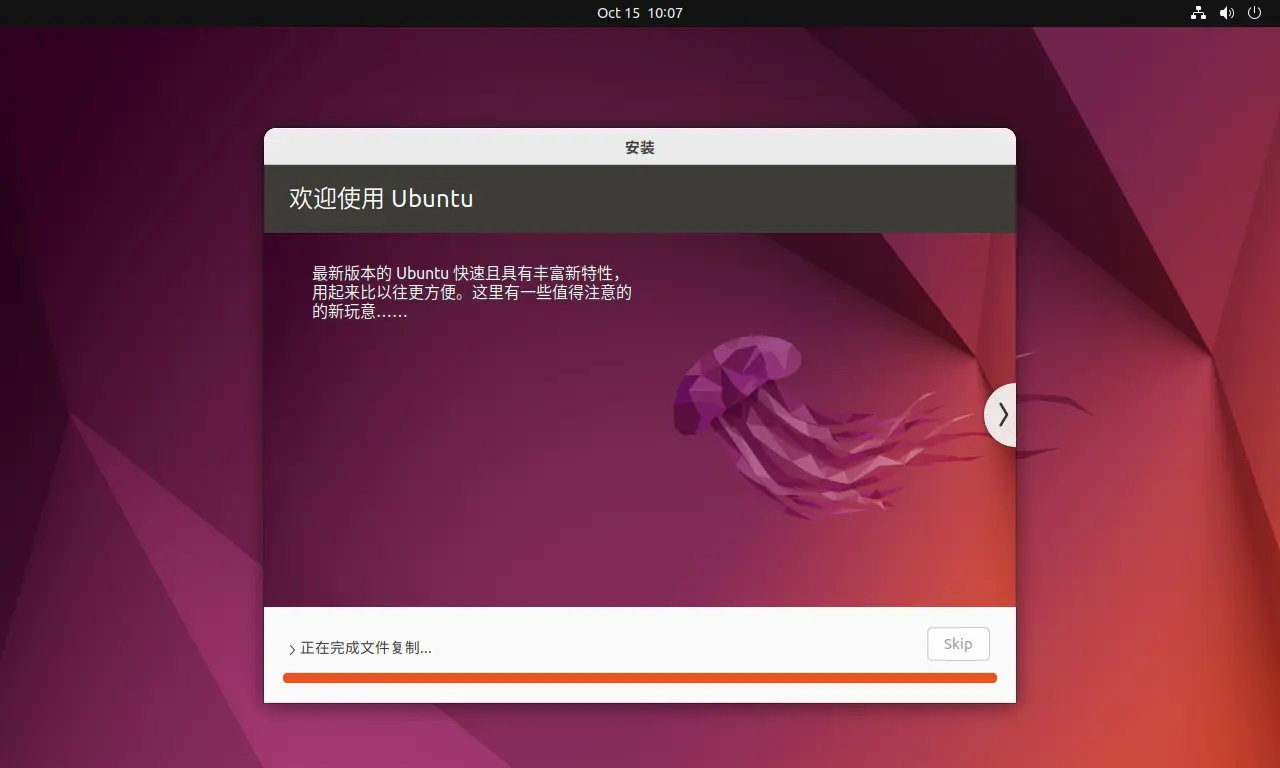 Oct 15 10:07
安装
欢迎使用 Ubuntu
最新版本的 Ubuntu 快速且具有丰富新特性，
用起来比以往更方便。这里有一些值得注意的
的新玩意……
正在完成文件复制...
Skip